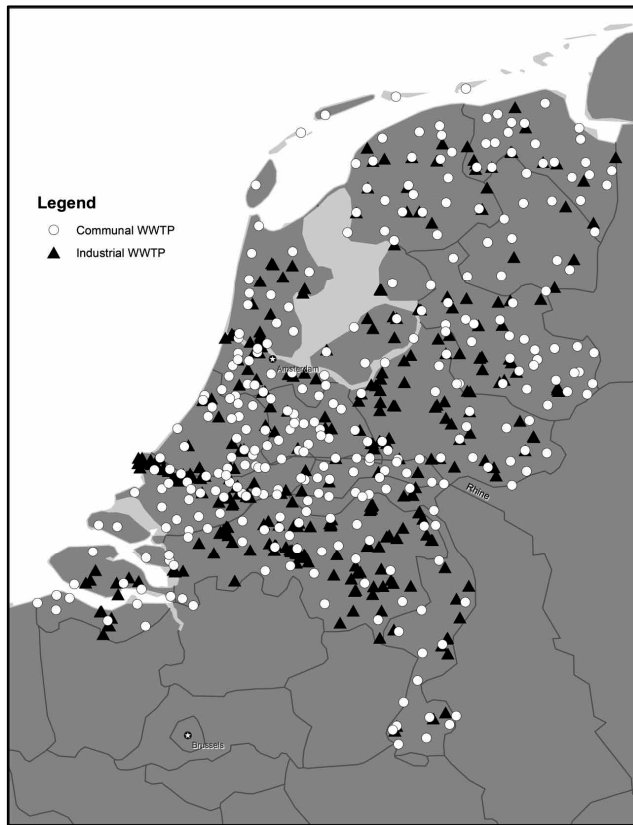 Legend
Communal WWTP
Industrial WWTP
Amsterdam
Rhine
Brussels